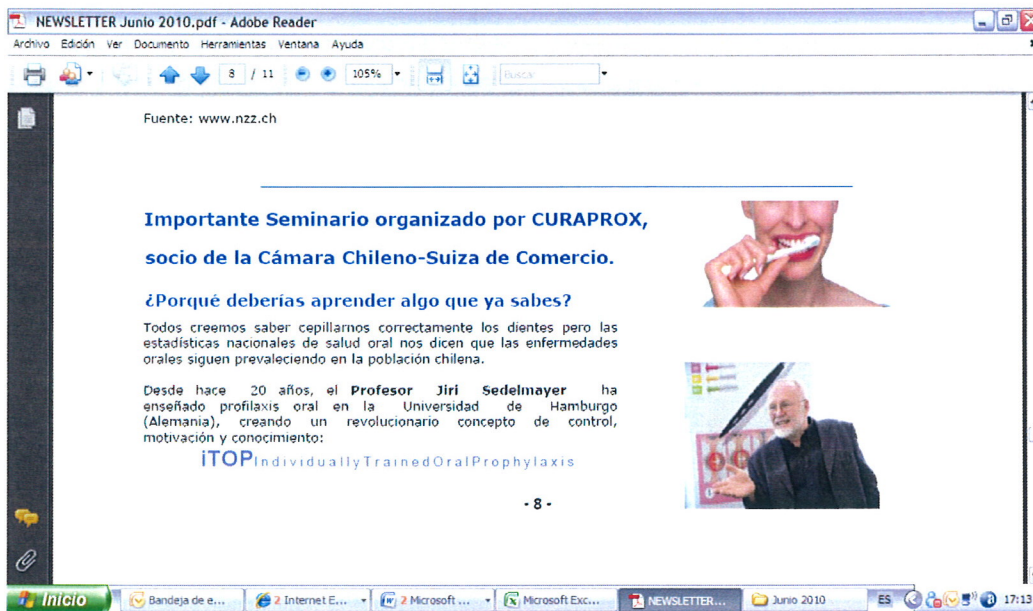 NEWSLETTER Junio 2010.pdf - Adobe Reader
Archivo Edición Ver Documento Herramientas Ventana Ayuda
8 / 11 105% Buscar
Fuente: www.nzz.ch
Importante Seminario organizado por CURAPROX,
socio de la Cámara Chileno-Suiza de Comercio.
¿Porqué deberías aprender algo que ya sabes?
Todos creemos saber cepillarnos correctamente los dientes pero las
estadísticas nacionales de salud oral nos dicen que las enfermedades
orales siguen prevaleciendo en la población chilena.
Desde hace 20 años, el Profesor Jiri Sedelmayer ha
enseñado profilaxis oral en la Universidad de Hamburgo
(Alemania), creando un revolucionario concepto de control,
motivación y conocimiento:
iTOPIndividuallyTrainedOralProphylaxis
- 8 -
Inicio Bandeja de e... 2 Internet E... 2 Microsoft ... Microsoft Exc... NEWSLETTER... Junio 2010 ES 17:13